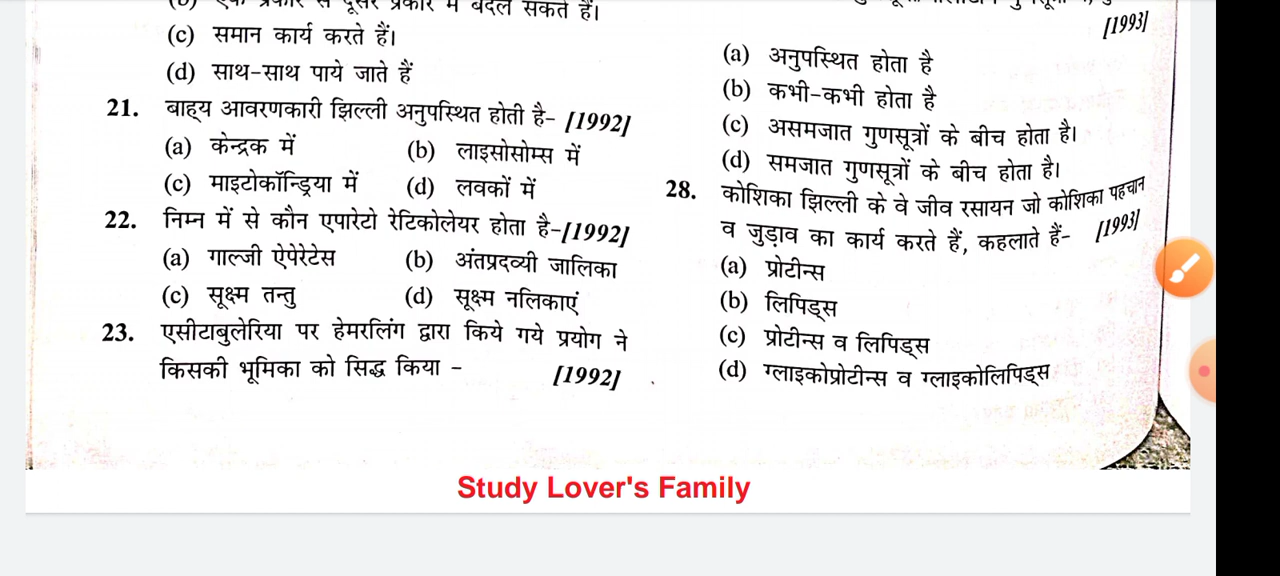 (c) समान कार्य करते हैं।
(d) साथ-साथ पाये जाते हैं
21. बाह्य आवरणकारी झिल्ली अनुपस्थित होती है- [1992]
(a) केन्द्रक में (b) लाइसोसोम्स में
(c) माइटोकॉन्ड्रिया में (d) लवकों में
22. निम्न में से कौन एपारेटो रेटिकोलेयर होता है-[1992]
(a) गाल्जी ऐपेरेटेस (b) अंतप्रदव्यी जालिका
(c) सूक्ष्म तन्तु (d) सूक्ष्म नलिकाएं
23. एसीटाबुलेरिया पर हेमरलिंग द्वारा किये गये प्रयोग ने
किसकी भूमिका को सिद्ध किया - [1992]
[1993]
(a) अनुपस्थित होता है
(b) कभी-कभी होता है
(c) असमजात गुणसूत्रों के बीच होता है।
(d) समजात गुणसूत्रों के बीच होता है।
28. कोशिका झिल्ली के वे जीव रसायन जो कोशिका पहचान
व जुड़ाव का कार्य करते हैं, कहलाते हैं- [1993]
(a) प्रोटीन्स
(b) लिपिड्स
(c) प्रोटीन्स व लिपिड्स
(d) ग्लाइकोप्रोटीन्स व ग्लाइकोलिपिड्स
Study Lover's Family